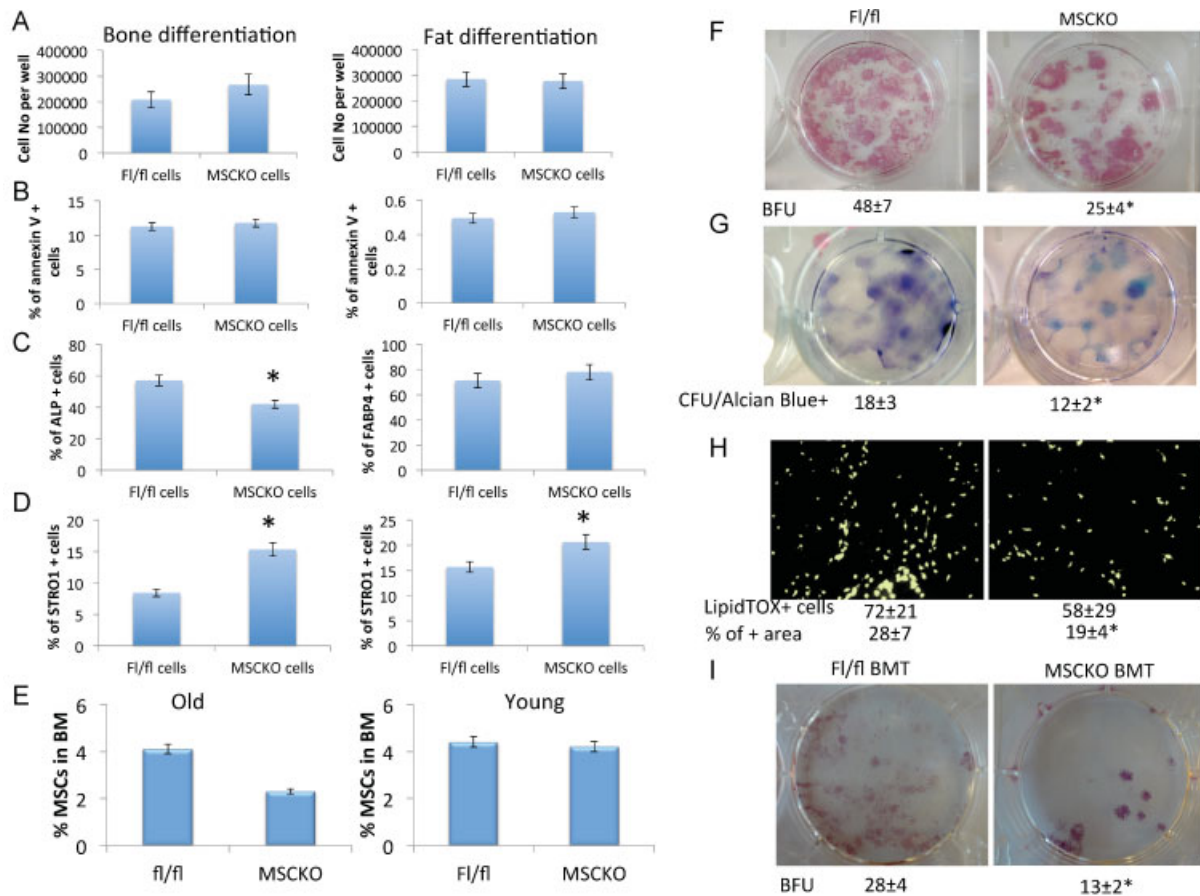 A
Bone differentiation
Fat differentiation
Cell No per well
400000
300000
200000
100000
0
Fl/fl cells
MSCKO cells
Cell No per well
400000
300000
200000
100000
0
Fl/fl cells
MSCKO cells
B
% of annexin V +
cells
15
10
5
0
Fl/fl cells
MSCKO cells
% of annexin V +
cells
0.6
0.4
0.2
0
Fl/fl cells
MSCKO cells
C
% of ALP + cells
80
60
40
20
0
*
Fl/fl cells
MSCKO cells
% of FABP4 + cells
100
80
60
40
20
0
Fl/fl cells
MSCKO cells
D
% of STRO1 + cells
20
15
10
5
0
*
Fl/fl cells
MSCKO cells
% of STRO1 + cells
25
20
15
10
5
0
*
Fl/fl cells
MSCKO cells
E
Old
% MSCs in BM
6
4
2
0
fl/fl
MSCKO
Young
% MSCs in BM
6
4
2
0
Fl/fl
MSCKO
Fl/fl
MSCKO
F
BFU
48±7
25±4*
G
CFU/Alcian Blue+
18±3
12±2*
H
LipidTOX+ cells
72±21
58±29
% of + area
28±7
19±4*
I
Fl/fl BMT
MSCKO BMT
BFU
28±4
13±2*